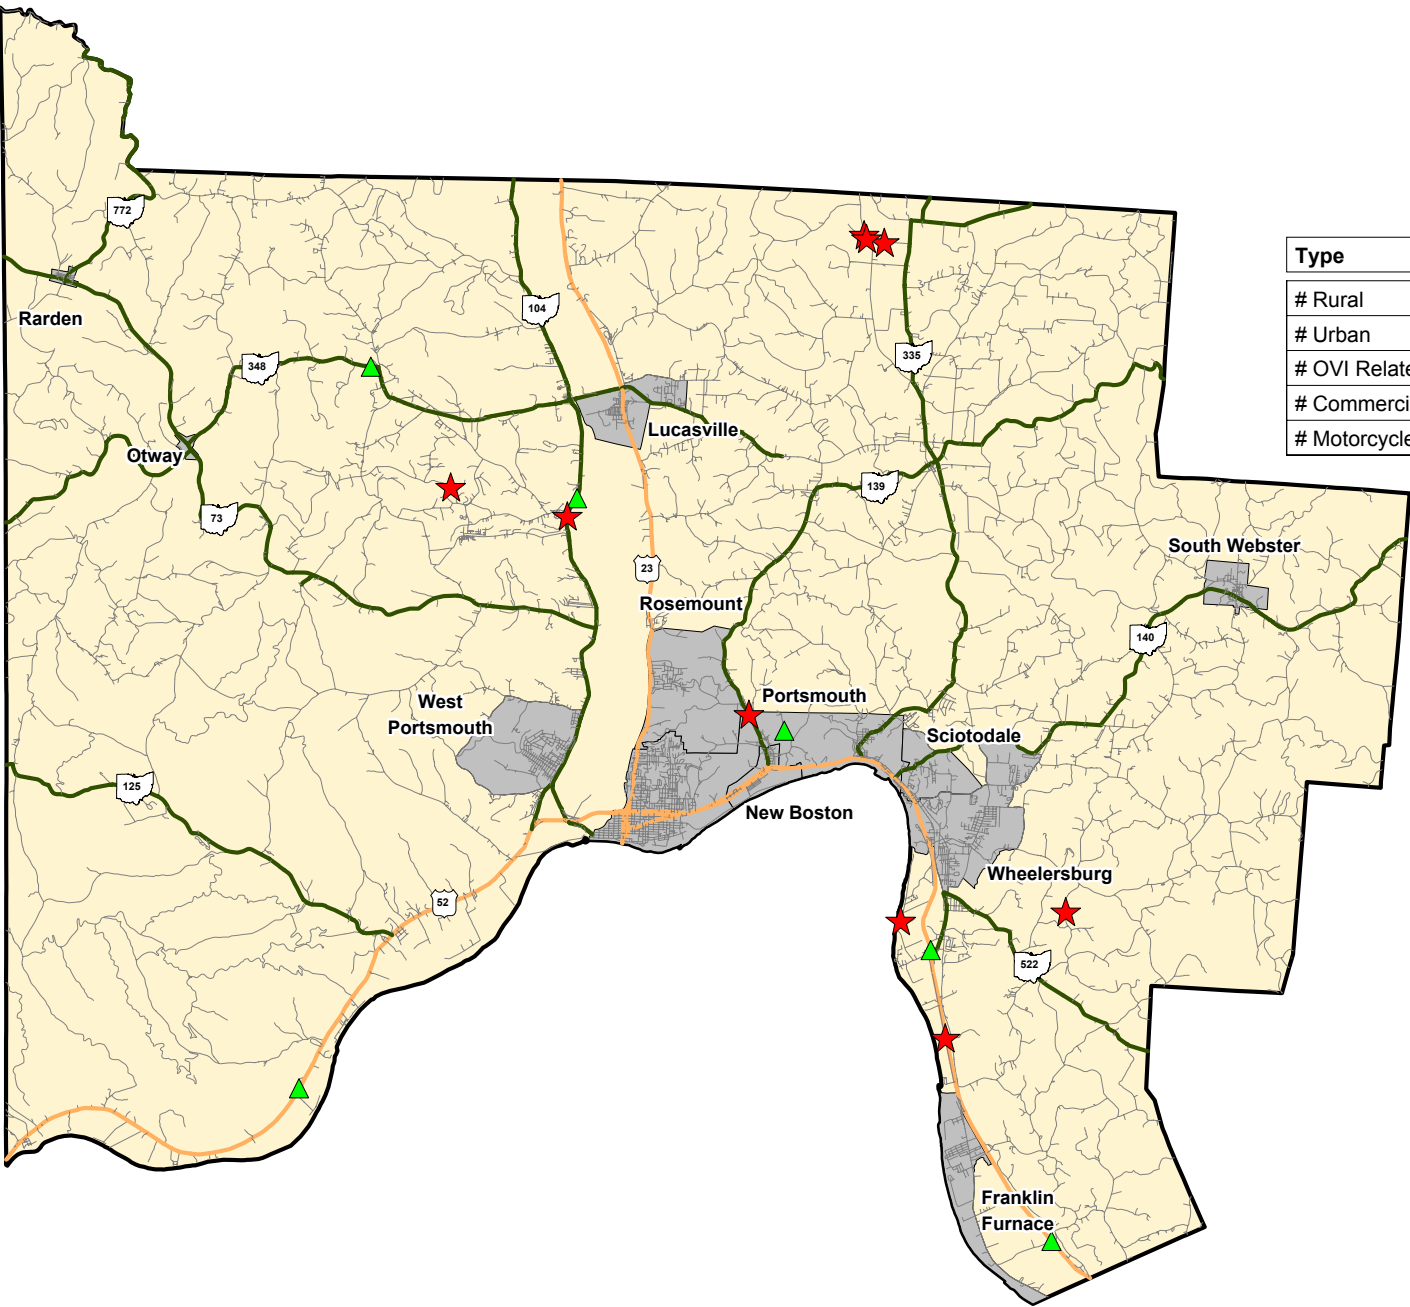 772
Type
# Rural
Rarden
104
# Urban
348
335
# OVI Relate
# Commerci
Lucasville
# Motorcycle
Otway
139
73
South Webster
23
Rosemount
140
West
Portsmouth
Portsmouth
Sciotodale
125
New Boston
Wheelersburg
52
522
Franklin
Furnace